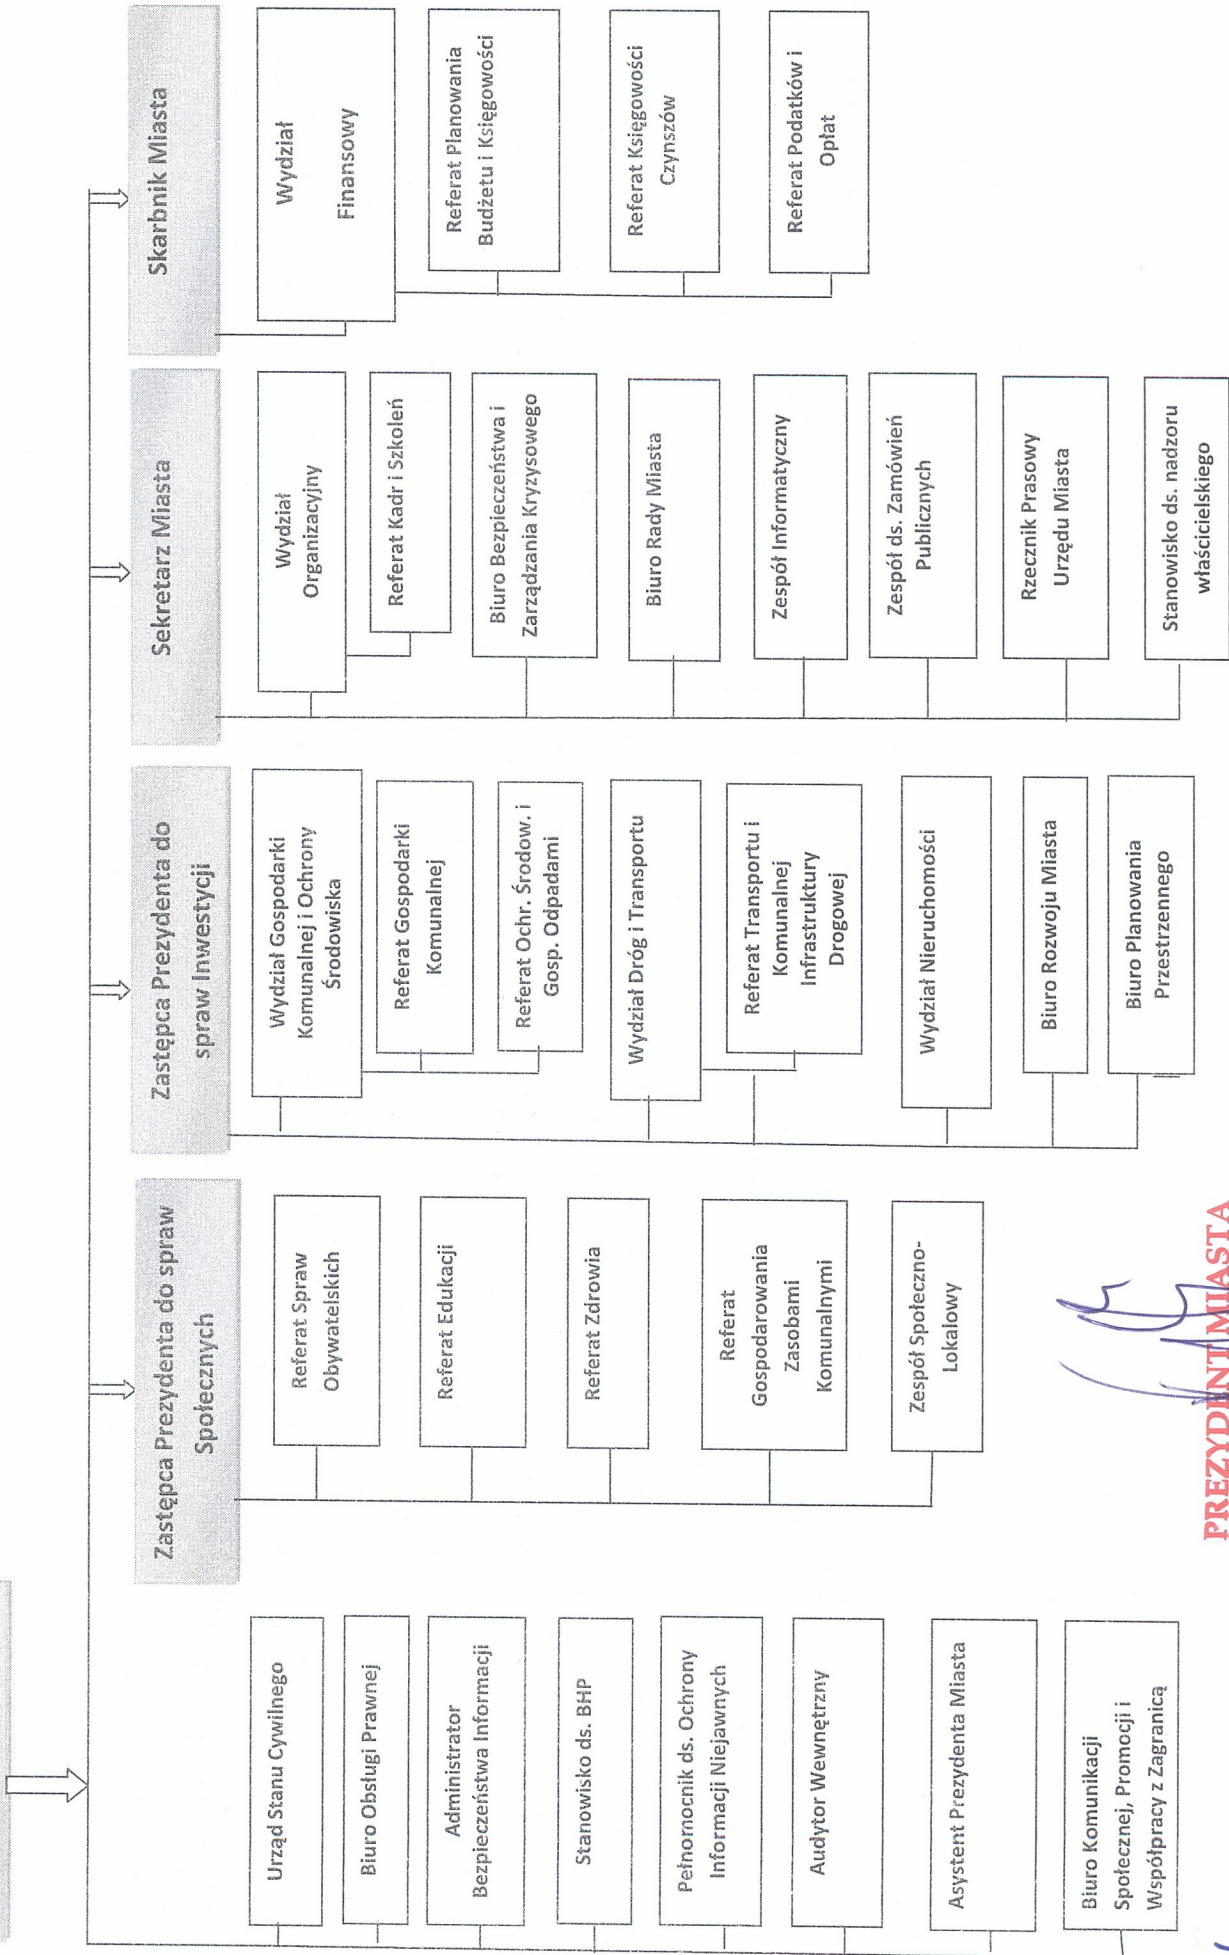 Urząd Stanu Cywilnego
Biuro Obsługi Prawnej
Administrator
Bezpieczeństwa Informacji
Stanowisko ds. BHP
Pełnomocnik ds. Ochrony
Informacji Niejawnych
Audytor Wewnętrzny
Asystent Prezydenta Miasta
Biuro Komunikacji
Społecznej, Promocji i
Współpracy z Zagranicą
Zastępca Prezydenta do spraw
Społecznych
Referat Spraw
Obywatelskich
Referat Edukacji
Referat Zdrowia
Referat
Gospodarowania
Zasobami
Komunalnymi
Zespół Społeczno-
Lokalowy
Zastępca Prezydenta do
spraw Inwestycji
Wydział Gospodarki
Komunalnej i Ochrony
Środowiska
Referat Gospodarki
Komunalnej
Referat Ochr. Środow. i
Gosp. Odpadami
Wydział Dróg i Transportu
Referat Transportu i
Komunalnej
Infrastruktury
Drogowej
Wydział Nieruchomości
Biuro Rozwoju Miasta
Biuro Planowania
Przestrzennego
Sekretarz Miasta
Wydział
Organizacyjny
Referat Kadr i Szkoleń
Biuro Bezpieczeństwa i
Zarządzania Kryzysowego
Biuro Rady Miasta
Zespół Informatyczny
Zespół ds. Zamówień
Publicznych
Rzecznik Prasowy
Urzędu Miasta
Stanowisko ds. nadzoru
właścicielskiego
Skarbnik Miasta
Wydział
Finansowy
Referat Planowania
Budżetu i Księgowości
Referat Księgowości
Czynszów
Referat Podatków i
Opłat
PREZYDENT MIASTA